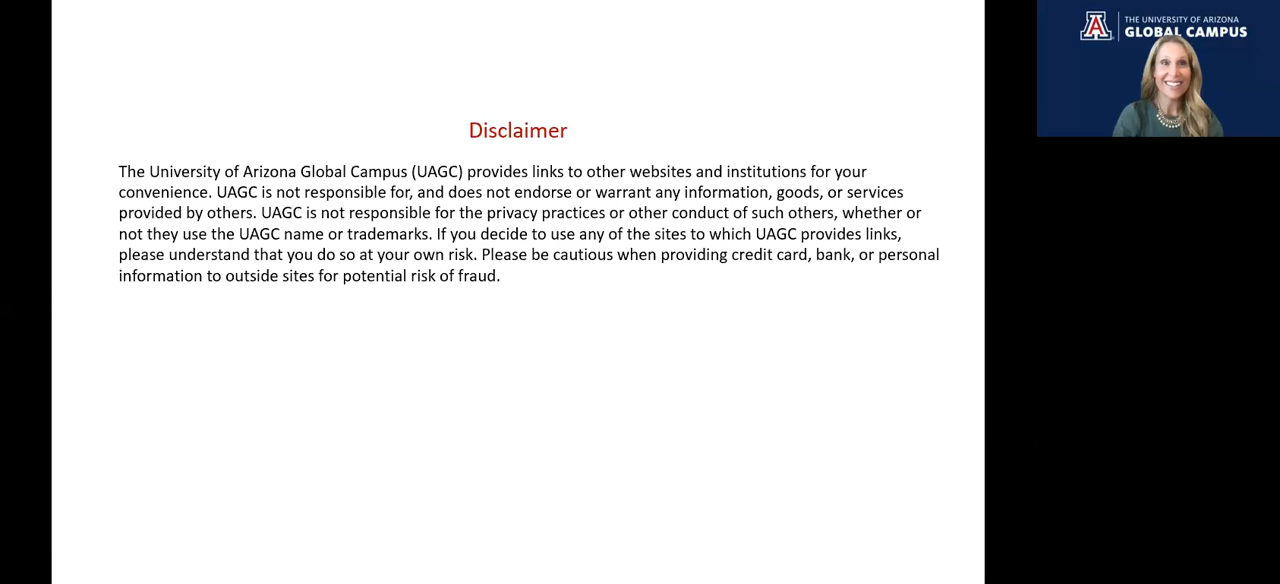 THE UNIVERSITY OF ARIZONA
GLOBAL CAMPUS
Disclaimer
The University of Arizona Global Campus (UAGC) provides links to other websites and institutions for your
convenience. UAGC is not responsible for, and does not endorse or warrant any information, goods, or services
provided by others. UAGC is not responsible for the privacy practices or other conduct of such others, whether or
not they use the UAGC name or trademarks. If you decide to use any of the sites to which UAGC provides links,
please understand that you do so at your own risk. Please be cautious when providing credit card, bank, or personal
information to outside sites for potential risk of fraud.